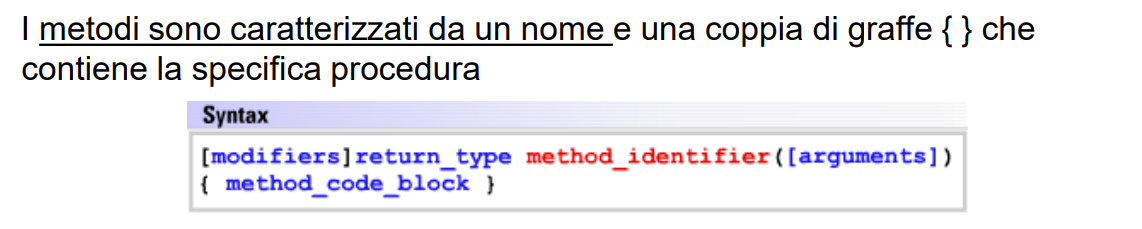 I metodi sono caratterizzati da un nome e una coppia di graffe { } che
contiene la specifica procedura
Syntax
[modifiers]return_type method_identifier([arguments])
{ method_code_block }